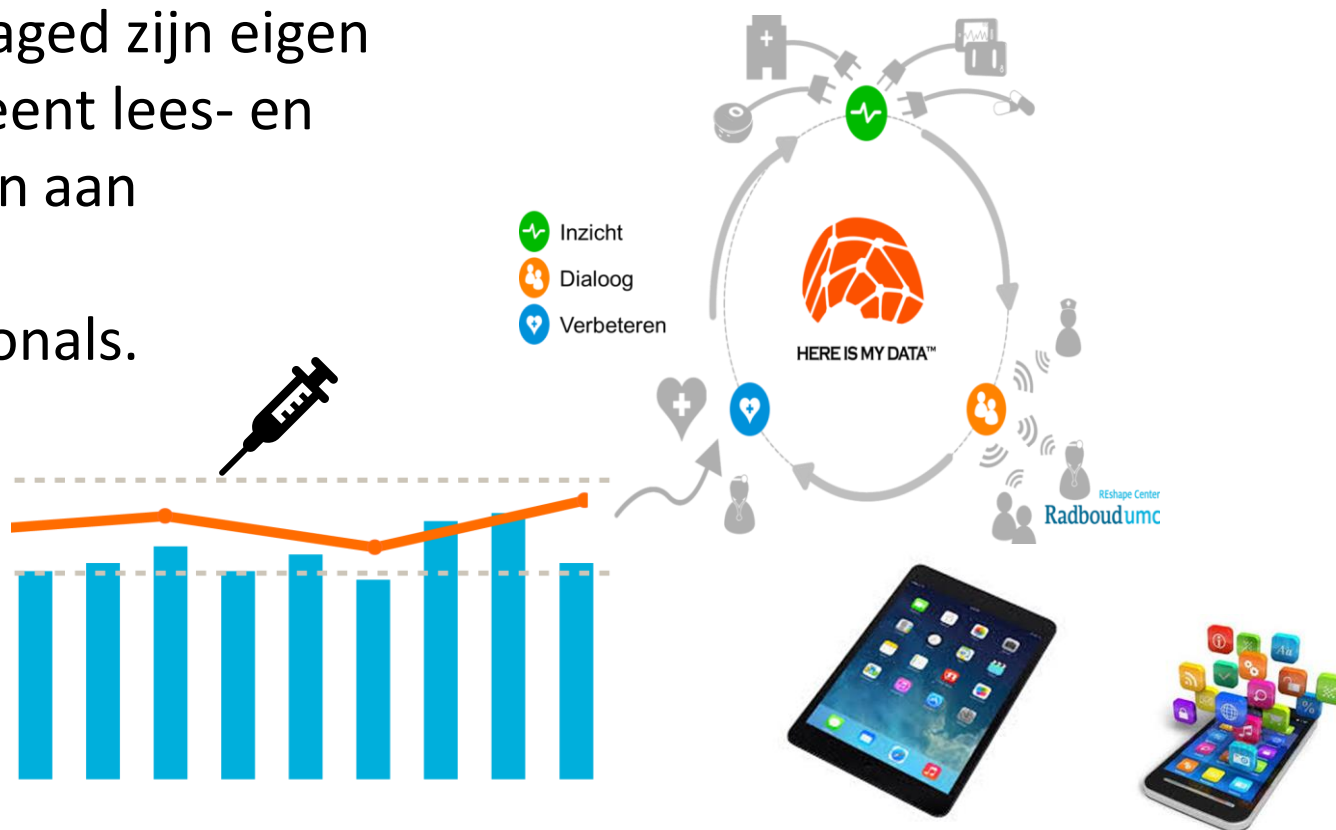 aged zijn eigen
eent lees- en
n aan
onals.
Inzicht
Dialoog
Verbeteren
HERE IS MY DATA™
REshape Center
Radboudumc